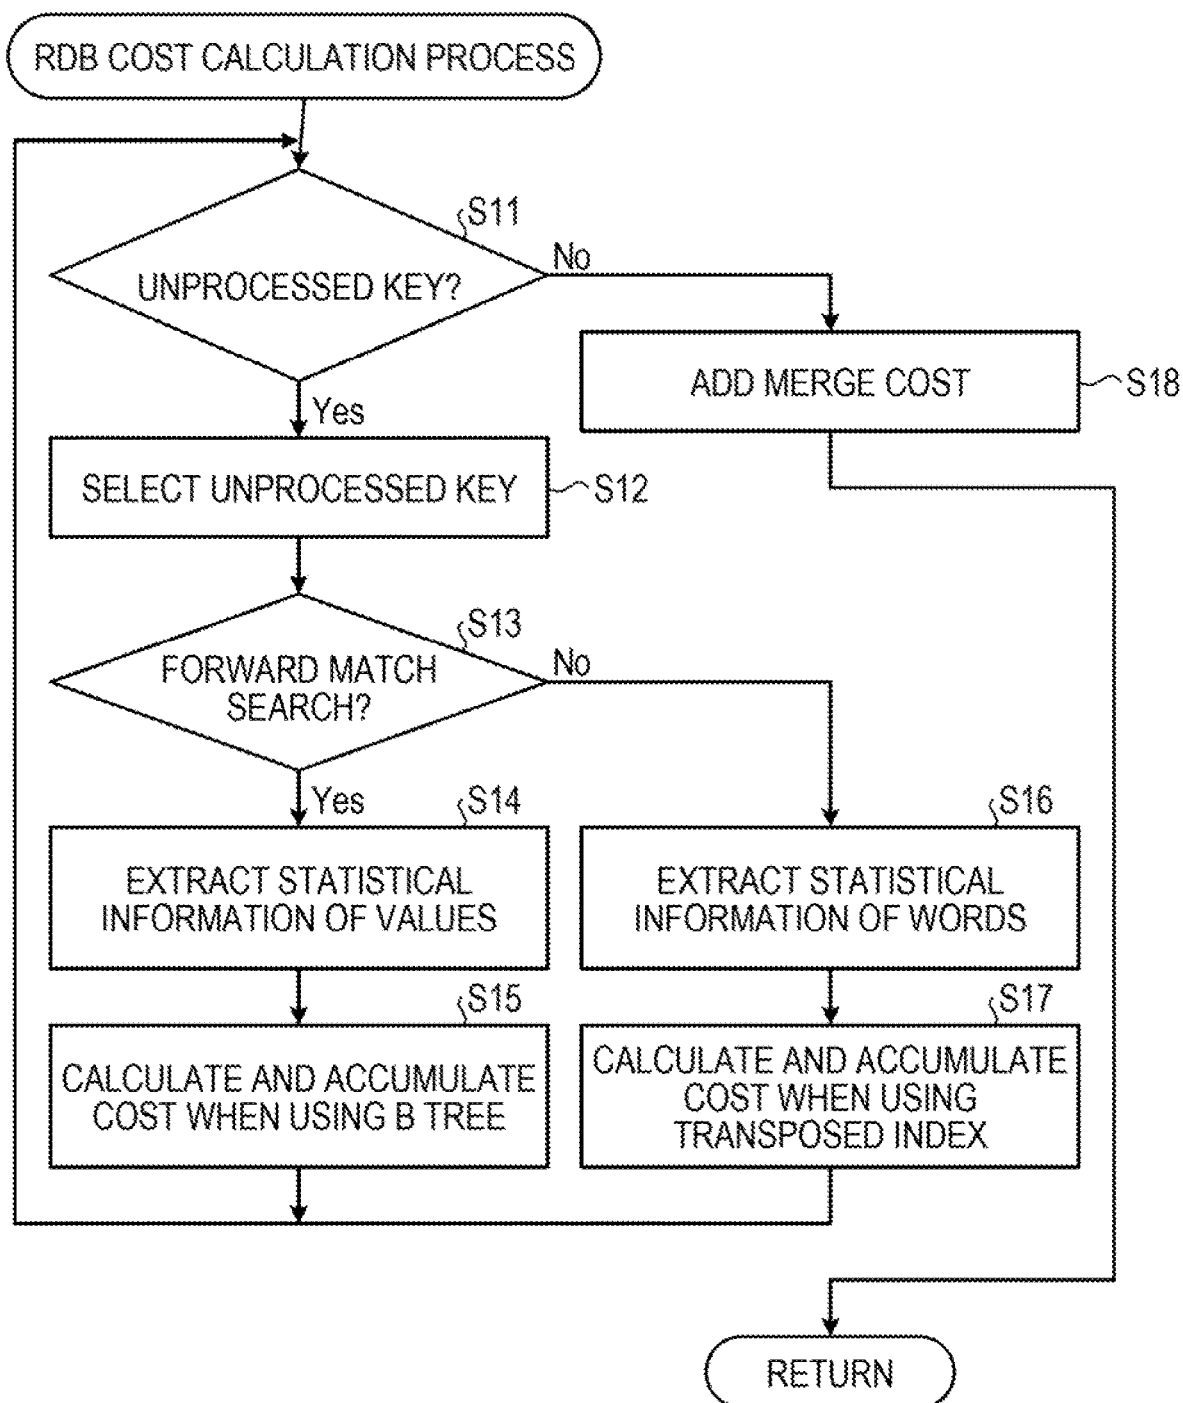 RDB COST CALCULATION PROCESS
S11
UNPROCESSED KEY?
No
Yes
ADD MERGE COST
S18
SELECT UNPROCESSED KEY
S12
S13
FORWARD MATCH
SEARCH?
No
Yes
S14
EXTRACT STATISTICAL
INFORMATION OF VALUES
S16
EXTRACT STATISTICAL
INFORMATION OF WORDS
S15
CALCULATE AND ACCUMULATE
COST WHEN USING B TREE
S17
CALCULATE AND ACCUMULATE
COST WHEN USING
TRANSPOSED INDEX
RETURN